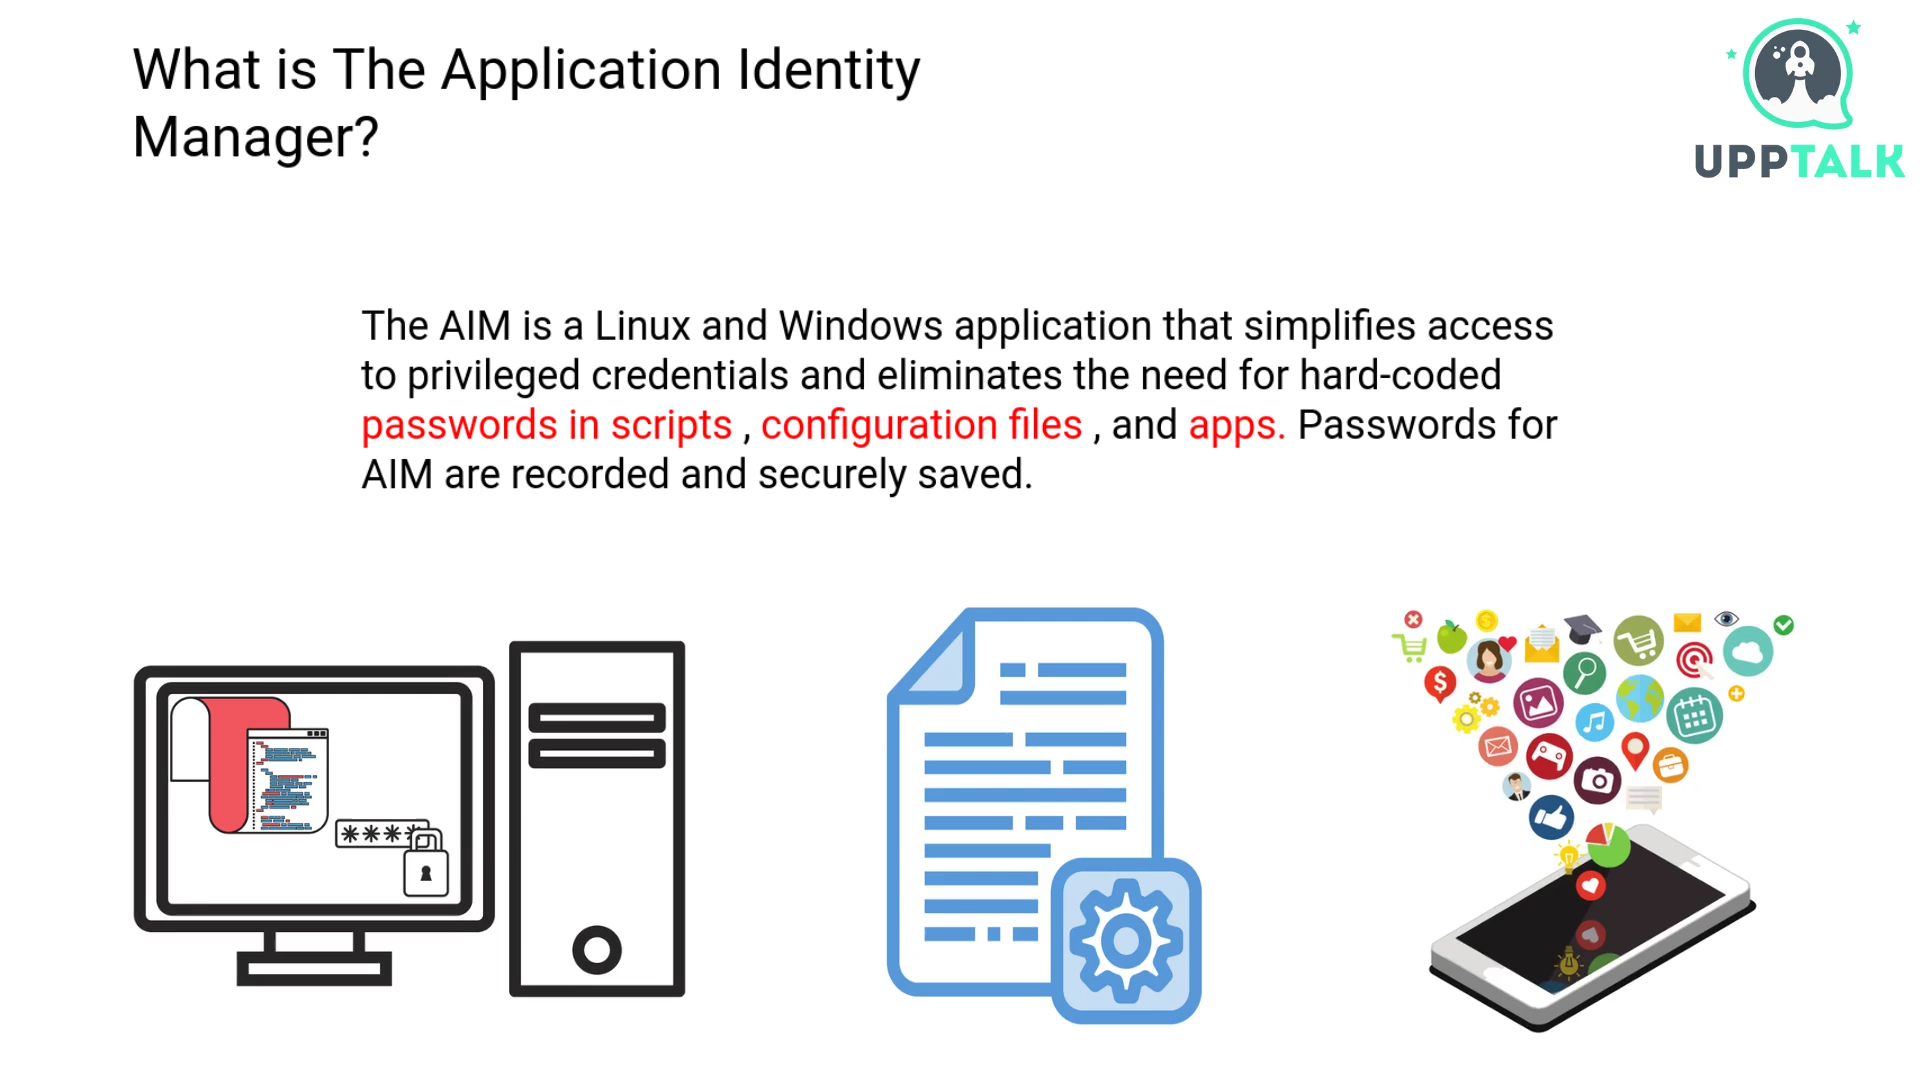 What is The Application Identity
Manager?
UPPTALK
The AIM is a Linux and Windows application that simplifies access
to privileged credentials and eliminates the need for hard-coded
passwords in scripts , configuration files , and apps. Passwords for
AIM are recorded and securely saved.
****
$